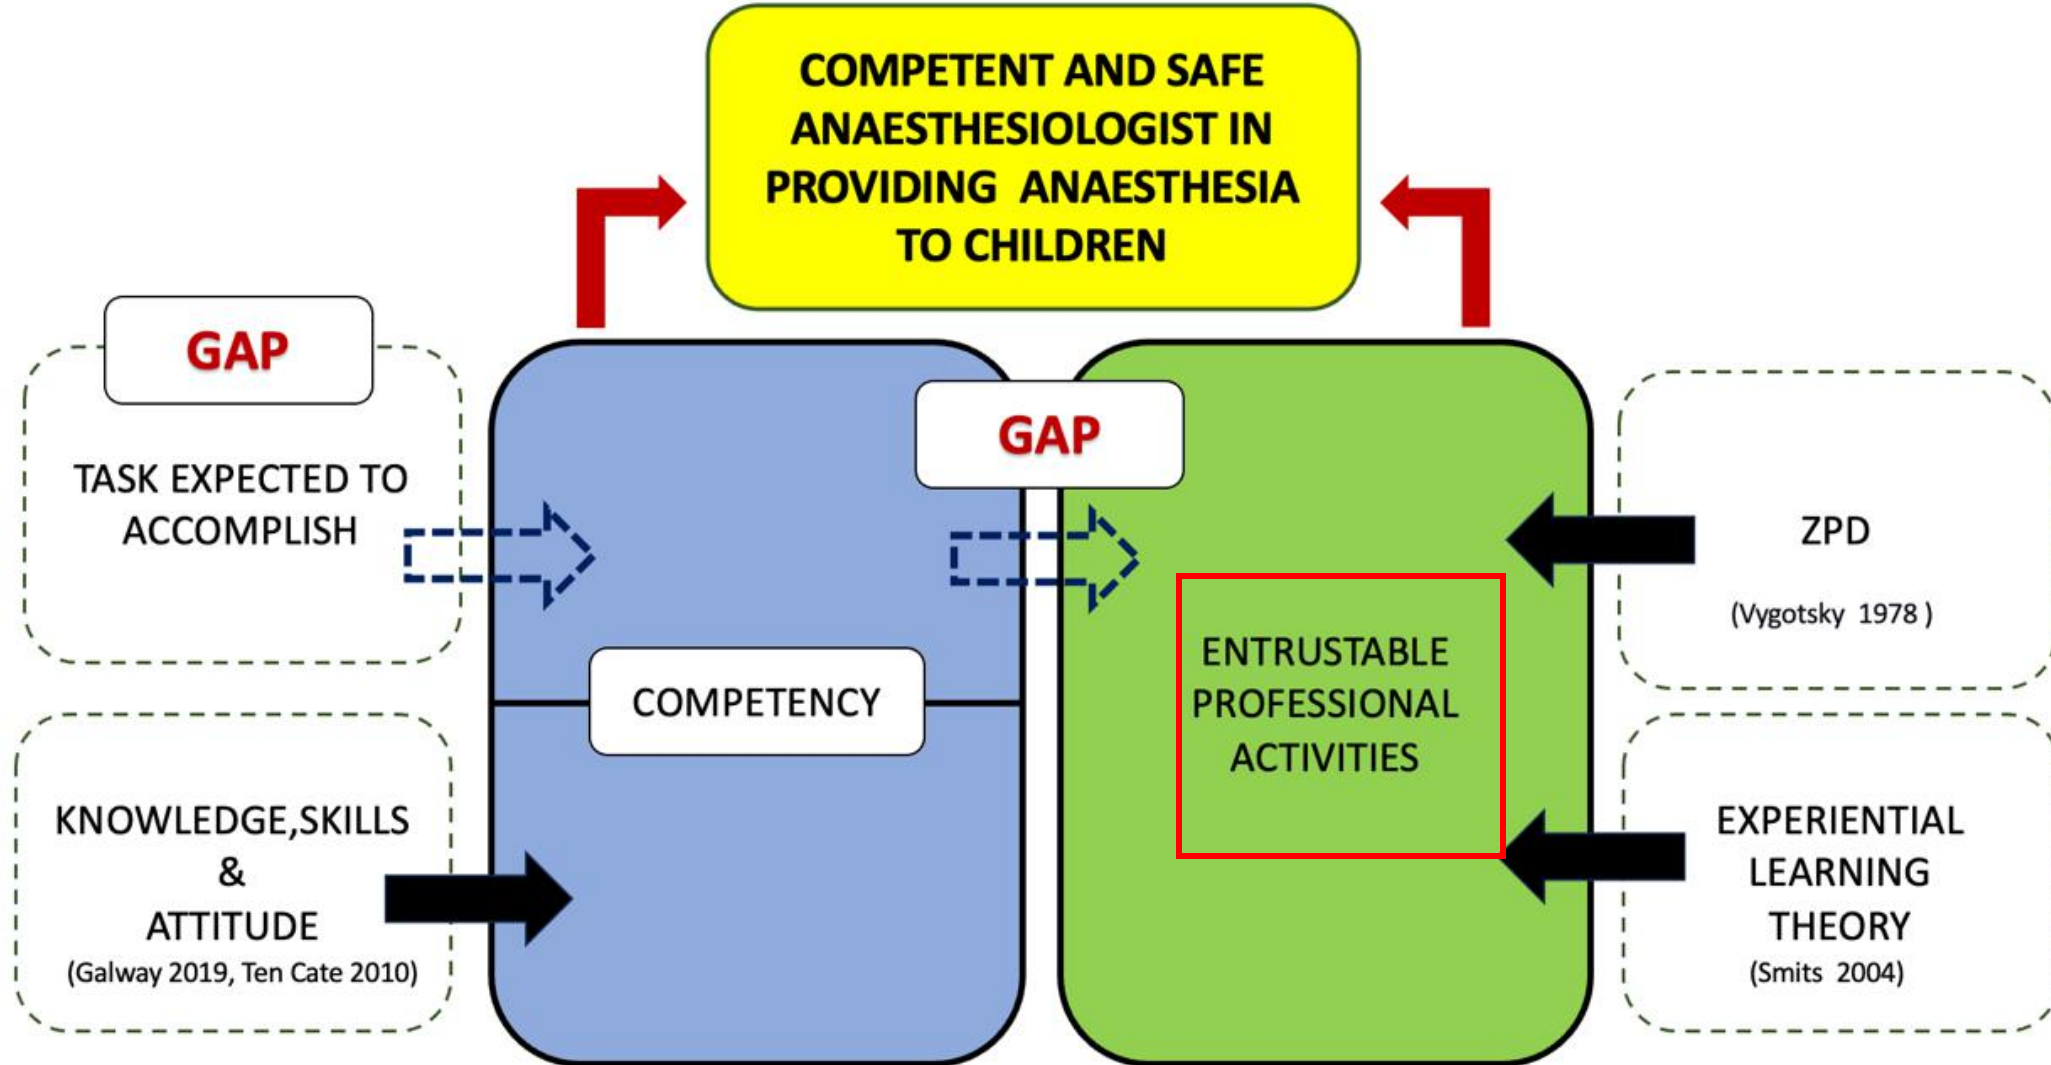 COMPETENT AND SAFE
ANAESTHESIOLOGIST IN
PROVIDING ANAESTHESIA
TO CHILDREN
GAP
TASK EXPECTED TO
ACCOMPLISH
KNOWLEDGE,SKILLS
&
ATTITUDE
(Galway 2019, Ten Cate 2010)
COMPETENCY
GAP
ENTRUSTABLE
PROFESSIONAL
ACTIVITIES
ZPD
(Vygotsky 1978 )
EXPERIENTIAL
LEARNING
THEORY
(Smits 2004)